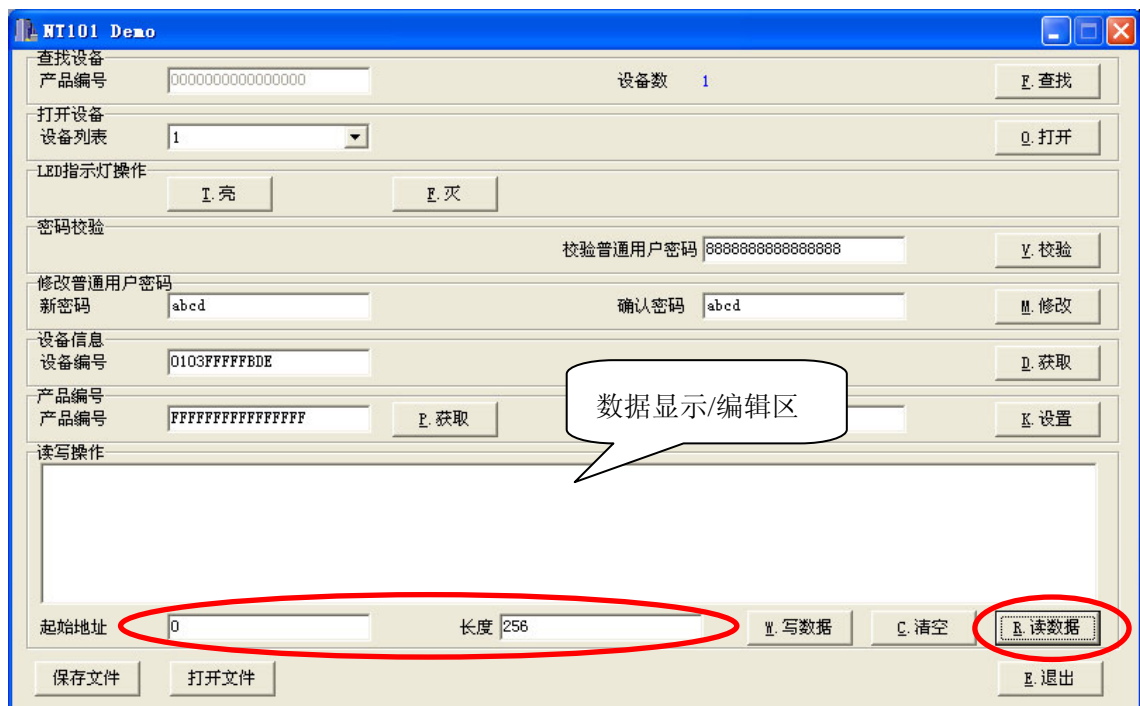 NT101 Demo
查找设备
产品编号 0000000000000000 设备数 1 F.查找
打开设备
设备列表 1 O.打开
LED指示灯操作
T.亮 F.灭
密码校验
校验普通用户密码 8888888888888888 V.校验
修改普通用户密码
新密码 abcd 确认密码 abcd M.修改
设备信息
设备编号 0103FFFFFBDE D.获取
产品编号
产品编号 FFFFFFFFFFFFFFFF P.获取 K.设置
数据显示/编辑区
读写操作
起始地址 0 长度 256 W.写数据 C.清空 R.读数据
保存文件 打开文件 E.退出